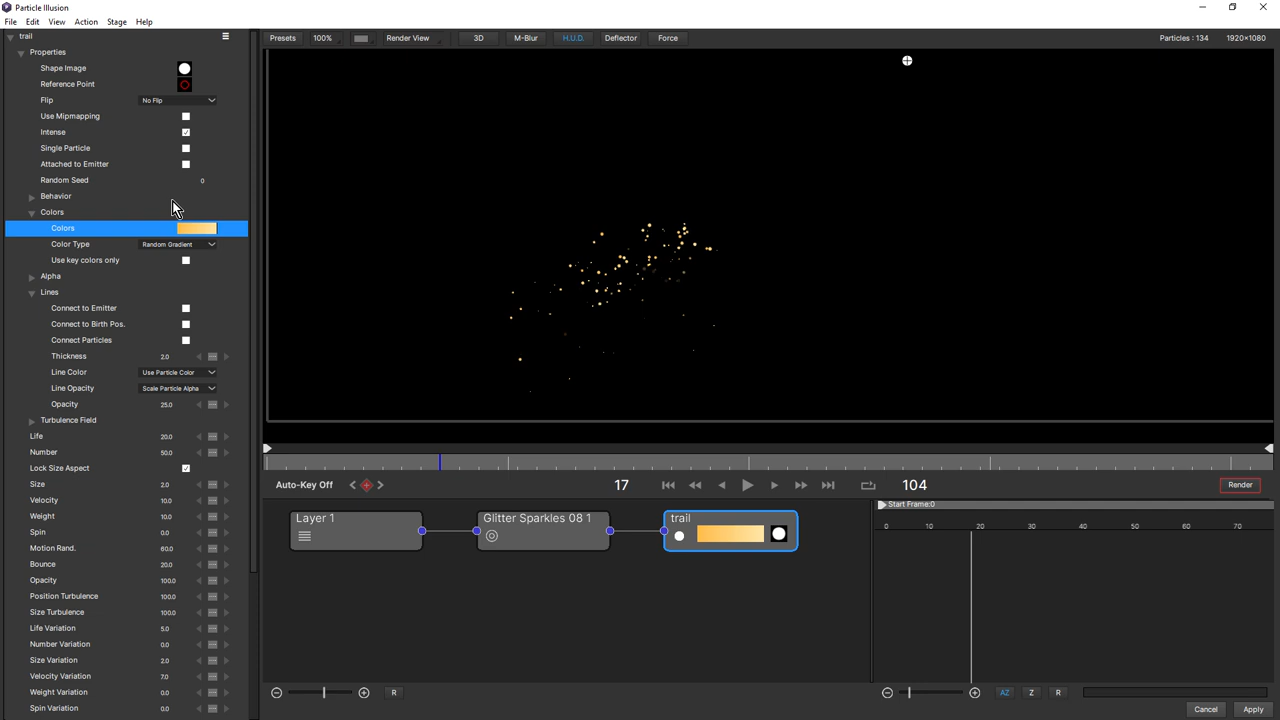 Particle Illusion
File Edit View Action Stage Help
trail
Presets 100% Render View 3D M-Blur H.U.D. Deflector Force Particles : 134 1920×1080
Properties
Shape Image
Reference Point
Flip No Flip
Use Mipmapping
Intense
Single Particle
Attached to Emitter
Random Seed 0
Behavior
Colors
Colors
Color Type Random Gradient
Use key colors only
Alpha
Lines
Connect to Emitter
Connect to Birth Pos.
Connect Particles
Thickness 2.0
Line Color Use Particle Color
Line Opacity Scale Particle Alpha
Opacity 25.0
Turbulence Field
Life 20.0
Number 50.0
Lock Size Aspect
Size 2.0
Velocity 10.0
Weight 10.0
Spin 0.0
Motion Rand. 60.0
Bounce 20.0
Opacity 100.0
Position Turbulence 100.0
Size Turbulence 100.0
Life Variation 5.0
Number Variation 0.0
Size Variation 2.0
Velocity Variation 7.0
Weight Variation 0.0
Spin Variation 0.0
Auto-Key Off 17 104 Render
Layer 1
Glitter Sparkles 08 1
trail
Start Frame:0
0 10 20 30 40 50 60 70
R
AZ Z R
Cancel Apply